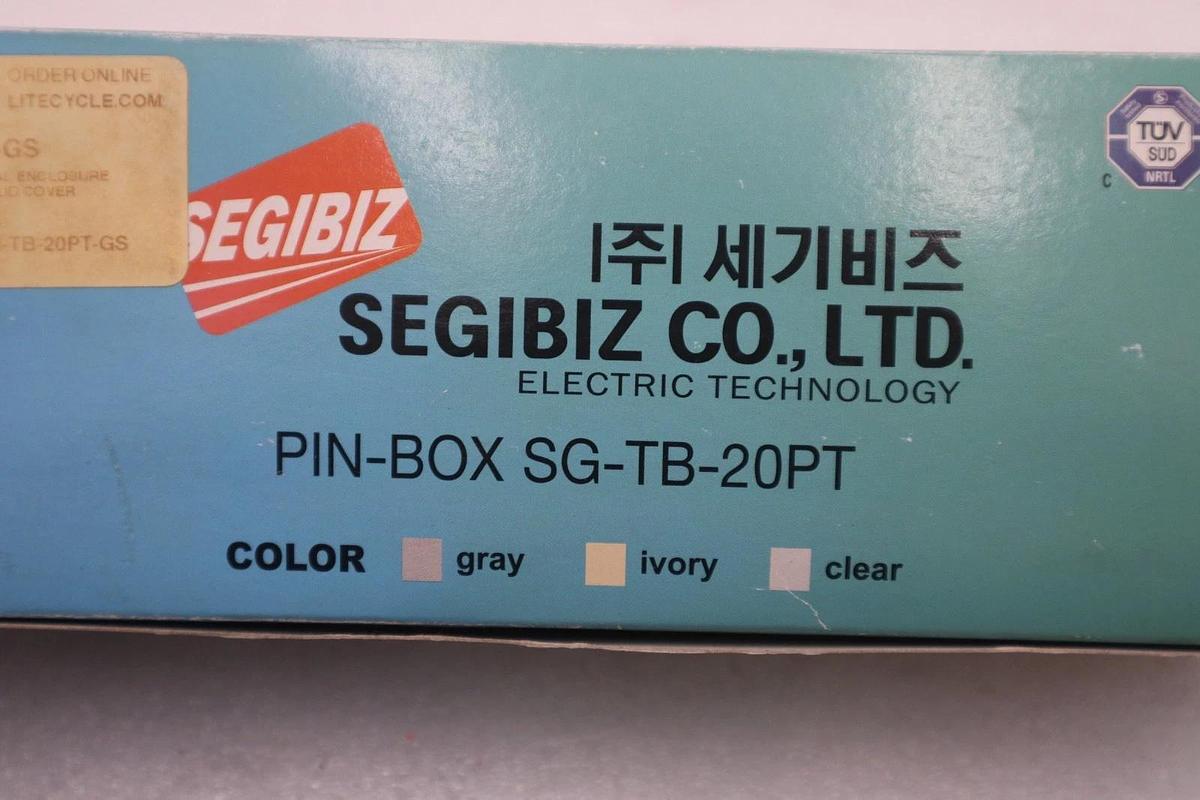 ORDER ONLINE
LITECYCLE.COM
GS
ENCLOSURE
COVER
TB-20PT-GS
SEGIBIZ
|주| 세기비즈
SEGIBIZ CO., LTD.
ELECTRIC TECHNOLOGY
PIN-BOX SG-TB-20PT
COLOR gray ivory clear
TÜV
SÜD
NRTL
C